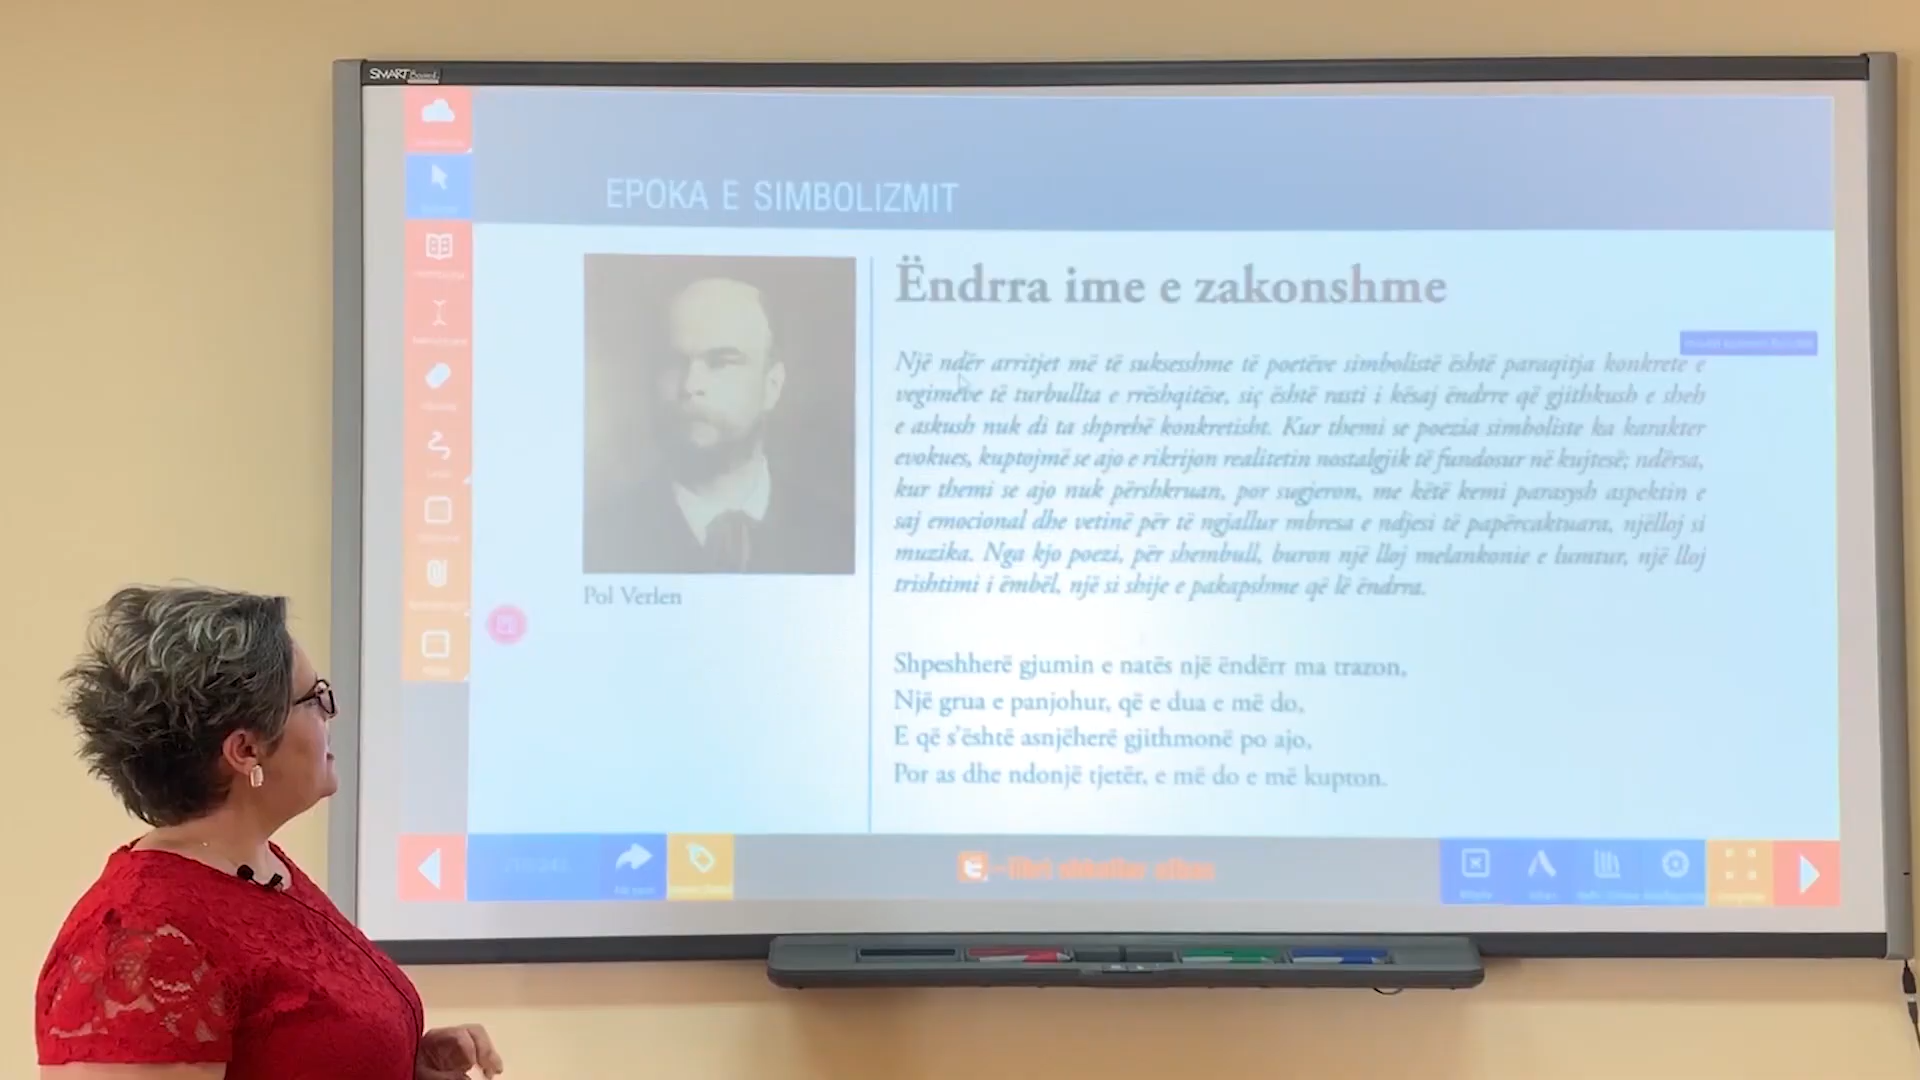 SMART Board
EPOKA E SIMBOLIZMIT
Ëndrra ime e zakonshme
Një ndër arritjet më të suksesshme të poetëve simbolistë është paraqitja konkrete e
vegimeve të turbullta e rrëshqitëse, siç është rasti i kësaj ëndrre që gjithkush e sheh
e askush nuk di ta shprehë konkretisht. Kur themi se poezia simboliste ka karakter
evokues, kuptojmë se ajo e rikrijon realitetin nostalgjik të fundosur në kujtesë; ndërsa,
kur themi se ajo nuk përshkruan, por sugjeron, me këtë kemi parasysh aspektin e
saj emocional dhe vetinë për të ngjallur mbresa e ndjesi të papërcaktuara, njëlloj si
muzika. Nga kjo poezi, për shembull, buron një lloj melankonie e lumtur, një lloj
trishtimi i ëmbël, një si shije e pakapshme që lë ëndrra.
Pol Verlen
Shpeshherë gjumin e natës një ëndërr ma trazon,
Një grua e panjohur, që e dua e më do,
E që s'është asnjëherë gjithmonë po ajo,
Por as dhe ndonjë tjetër, e më do e më kupton.